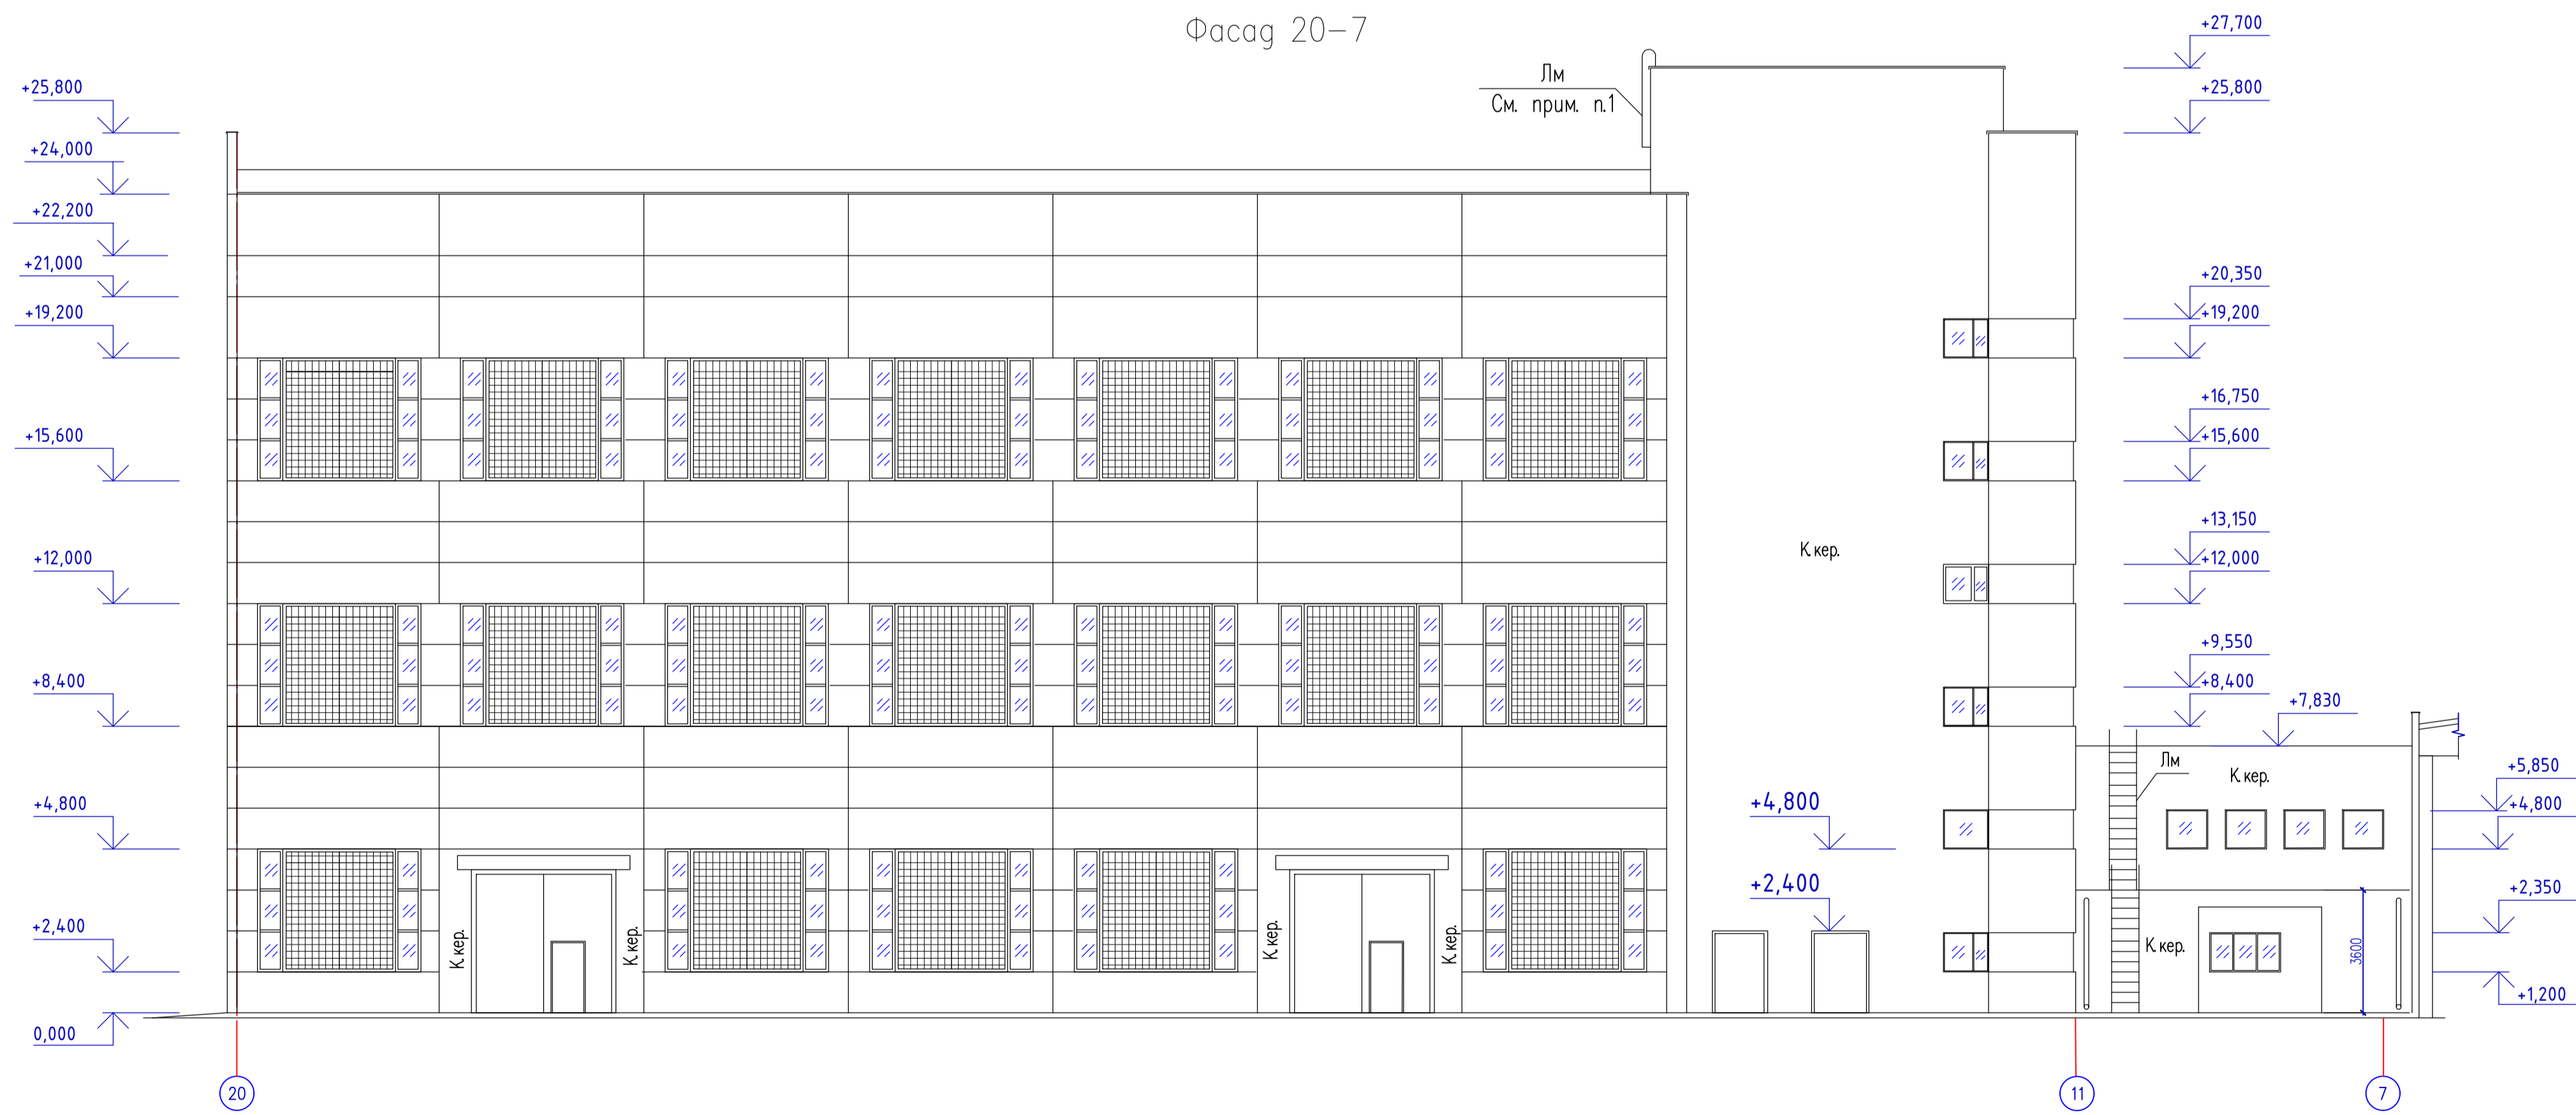 Фасад 20-7
Лм
См. прим. п.1
+25,800
+24,000
+22,200
+21,000
+19,200
+15,600
+12,000
+8,400
+4,800
+2,400
0,000
К.кер.
К.кер.
К.кер.
К.кер.
К.кер.
+4,800
+2,400
+27,700
+25,800
+20,350
+19,200
+16,750
+15,600
+13,150
+12,000
+9,550
+8,400
+7,830
Лм
К.кер.
К.кер.
3600
+5,850
+4,800
+2,350
+1,200
20
11
7